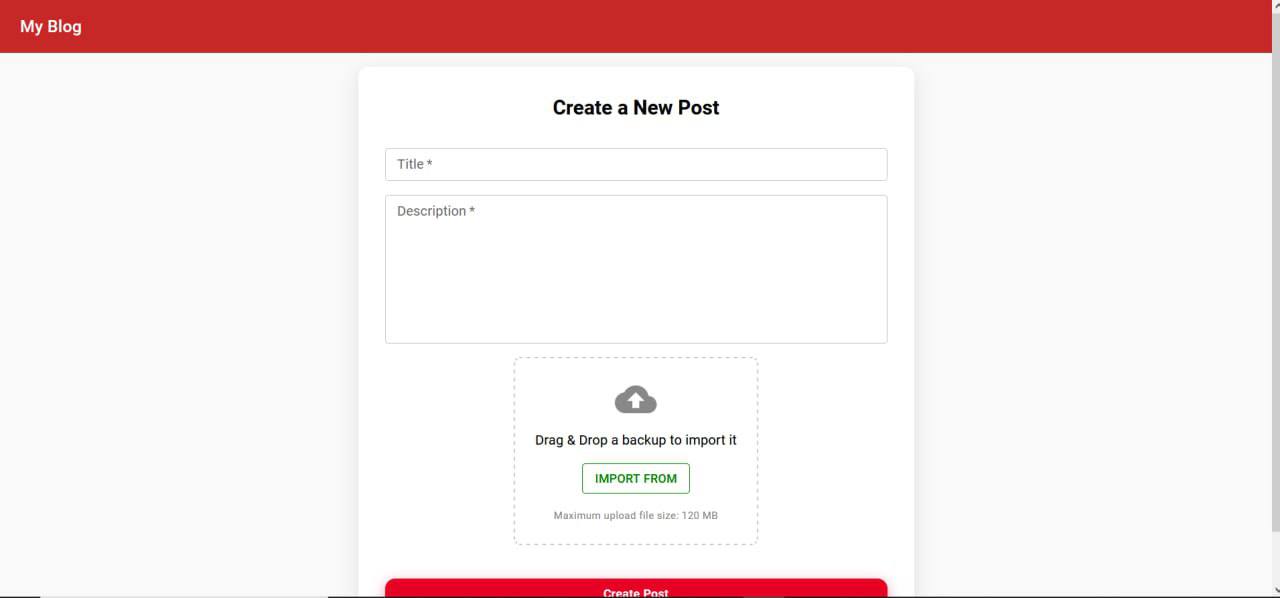 My Blog
Create a New Post
Title *
Description *
Drag & Drop a backup to import it
IMPORT FROM
Maximum upload file size: 120 MB
Create Post